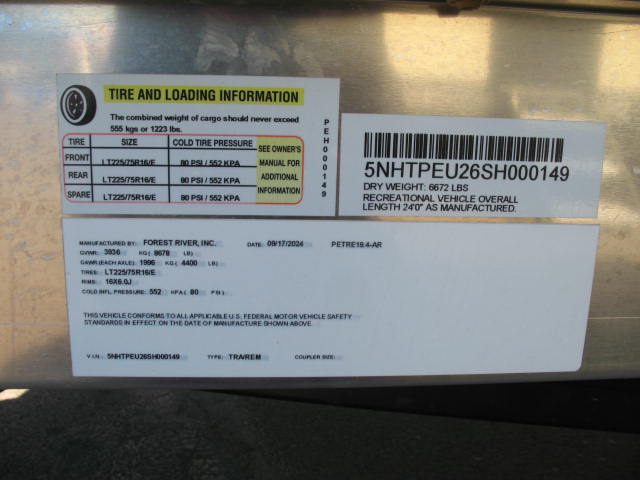 TIRE AND LOADING INFORMATION
The combined weight of cargo should never exceed
555 kgs or 1223 lbs.
TIRE SIZE COLD TIRE PRESSURE
FRONT LT225/75R16/E 80 PSI / 552 KPA
REAR LT225/75R16/E 80 PSI / 552 KPA
SPARE LT225/75R16/E 80 PSI / 552 KPA
SEE OWNER'S
MANUAL FOR
ADDITIONAL
INFORMATION
PEH000149
5NHTPEU26SH000149
DRY WEIGHT: 6672 LBS
RECREATIONAL VEHICLE OVERALL
LENGTH 24'0" AS MANUFACTURED.
MANUFACTURED BY: FOREST RIVER, INC. DATE: 09/17/2024 PETRE19.4-AR
GVWR: 3936 KG ( 8678 LB)
GAWR (EACH AXLE) 1996 KG ( 4400 LB)
TIRES: LT225/75R16/E
RIMS: 16X6.0J
COLD INFL. PRESSURE: 552 KPA ( 80 PSI)
THIS VEHICLE CONFORMS TO ALL APPLICABLE U.S. FEDERAL MOTOR VEHICLE SAFETY
STANDARDS IN EFFECT ON THE DATE OF MANUFACTURE SHOWN ABOVE.
V.I.N.: 5NHTPEU26SH000149 TYPE: TRA/REM COUPLER SIZE: